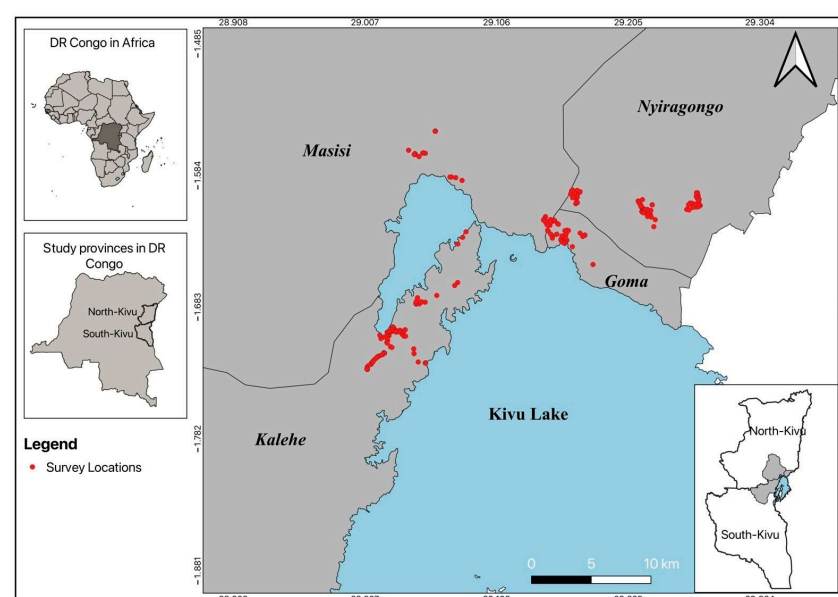 DR Congo in Africa
Study provinces in DR
Congo
North-Kivu
South-Kivu
Legend
Survey Locations
28.908 29.007 29.106 29.205 29.304
−1.485
−1.584
−1.683
−1.782
−1.881
Nyiragongo
Masisi
Goma
Kivu Lake
Kalehe
0 5 10 km
North-Kivu
South-Kivu